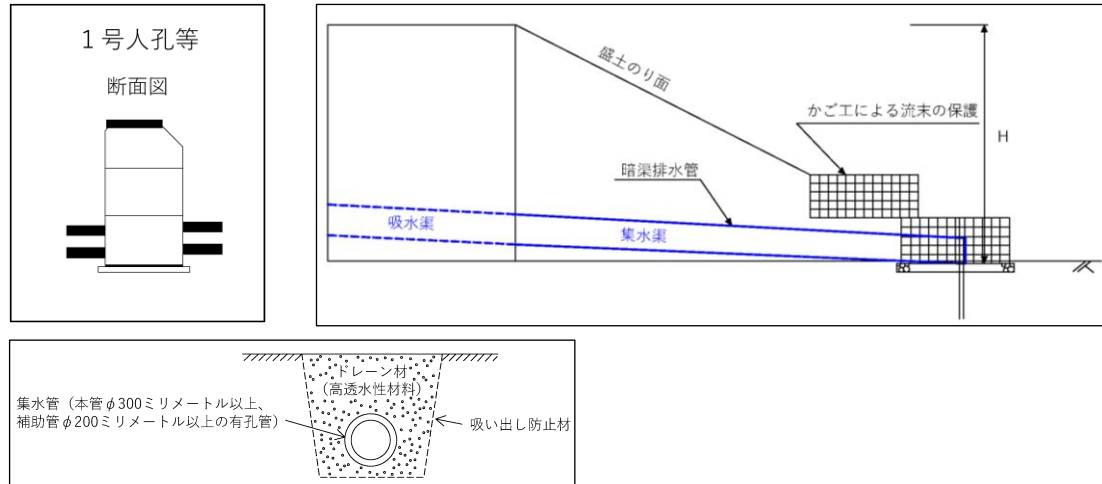 1号人孔等
断面図
盛土のり面
かご工による流末の保護
H
暗渠排水管
吸水渠
集水渠
ドレーン材
(高透水性材料)
集水管（本管φ300ミリメートル以上、
補助管φ200ミリメートル以上の有孔管）
吸い出し防止材